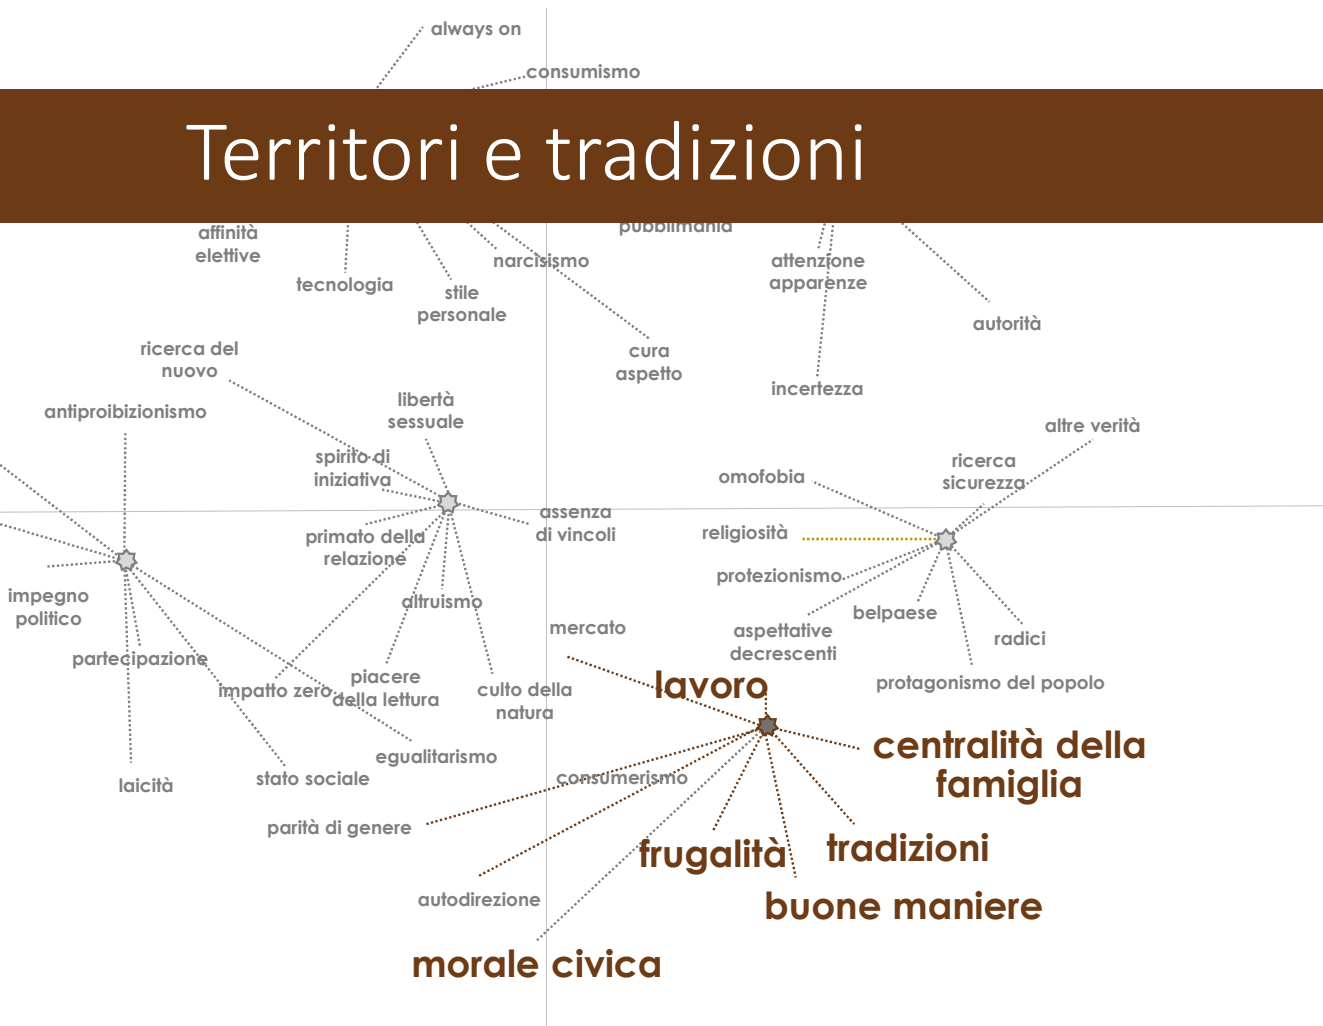 always on
consumismo
Territori e tradizioni
pubblimania
affinità
elettive
narcisismo
attenzione
apparenze
tecnologia
stile
personale
autorità
ricerca del
nuovo
cura
aspetto
incertezza
libertà
sessuale
antiproibizionismo
altre verità
spirito di
iniziativa
ricerca
sicurezza
omofobia
assenza
di vincoli
religiosità
primato della
relazione
protezionismo
impegno
politico
altruismo
belpaese
mercato
aspettative
decrescenti
radici
partecipazione
impatto zero
piacere
della lettura
culto della
natura
lavoro
protagonismo del popolo
centralità della
famiglia
egualitarismo
laicità
stato sociale
consumerismo
parità di genere
frugalità
tradizioni
autodirezione
buone maniere
morale civica